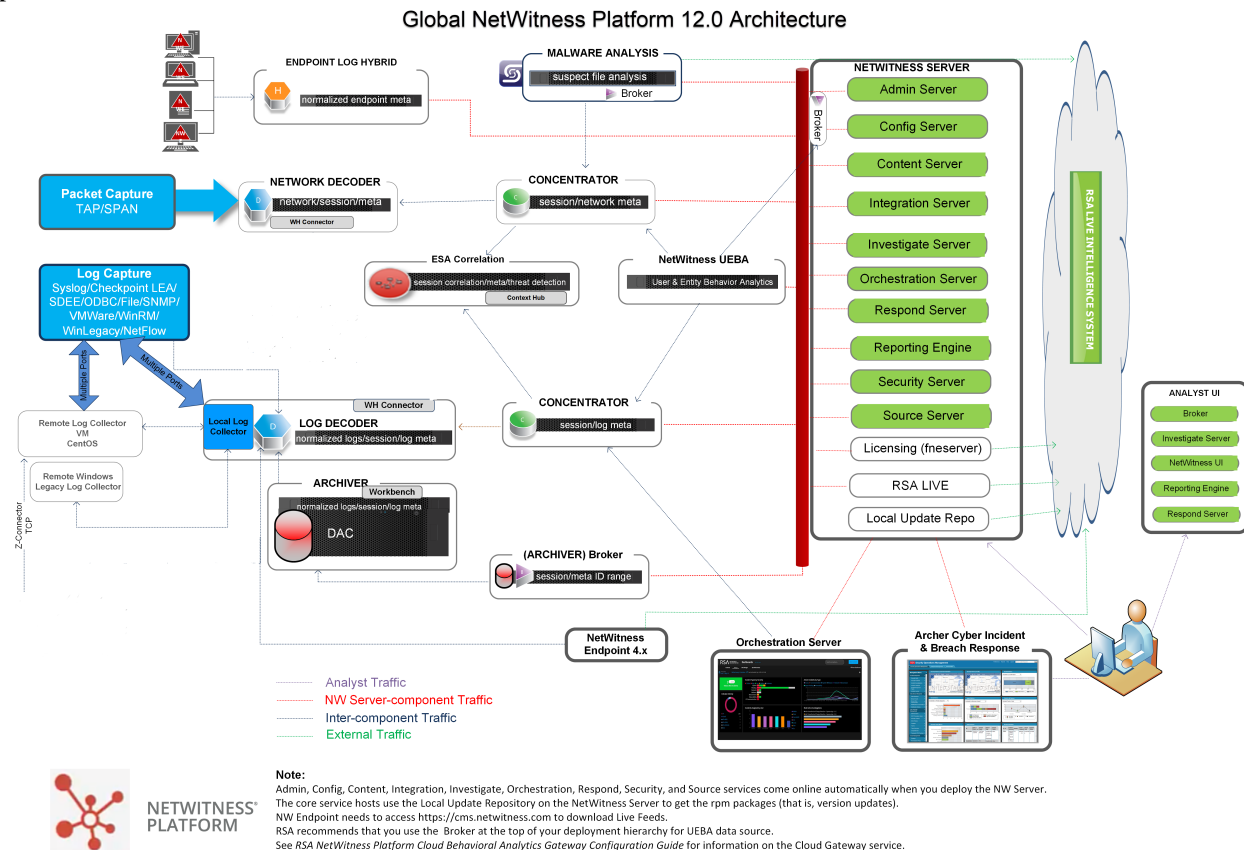 Global NetWitness Platform 12.0 Architecture
ENDPOINT LOG HYBRID
H
normalized endpoint meta
N
N
N
NW
MALWARE ANALYSIS
suspect file analysis
Broker
NETWITNESS SERVER
Broker
Admin Server
Config Server
Content Server
Integration Server
Investigate Server
Orchestration Server
Respond Server
Reporting Engine
Security Server
Source Server
Licensing (fneserver)
RSA LIVE
Local Update Repo
RSA LIVE INTELLIGENCE SYSTEM
Packet Capture
TAP/SPAN
NETWORK DECODER
D
network/session/meta
WH Connector
CONCENTRATOR
C
session/network meta
ESA Correlation
session correlation/meta/threat detection
Context Hub
NetWitness UEBA
User & Entity Behavior Analytics
Log Capture
Syslog/Checkpoint LEA/
SDEE/ODBC/File/SNMP/
VMWare/WinRM/
WinLegacy/NetFlow
Multiple Ports
Multiple Ports
Remote Log Collector
VM
CentOS
Remote Windows
Legacy Log Collector
Z-Connector
TCP
Local Log
Collector
WH Connector
D
LOG DECODER
normalized logs/session/log meta
CONCENTRATOR
C
session/log meta
ARCHIVER
Workbench
normalized logs/session/log meta
DAC
(ARCHIVER) Broker
session/meta ID range
ANALYST UI
Broker
Investigate Server
NetWitness UI
Reporting Engine
Respond Server
NetWitness
Endpoint 4.x
Orchestration Server
RSA
Archer Cyber Incident
& Breach Response
Analyst Traffic
NW Server-component Traffic
Inter-component Traffic
External Traffic
NETWITNESS®
PLATFORM
Note:
Admin, Config, Content, Integration, Investigate, Orchestration, Respond, Security, and Source services come online automatically when you deploy the NW Server.
The core service hosts use the Local Update Repository on the NetWitness Server to get the rpm packages (that is, version updates).
NW Endpoint needs to access https://cms.netwitness.com to download Live Feeds.
RSA recommends that you use the Broker at the top of your deployment hierarchy for UEBA data source.
See RSA NetWitness Platform Cloud Behavioral Analytics Gateway Configuration Guide for information on the Cloud Gateway service.